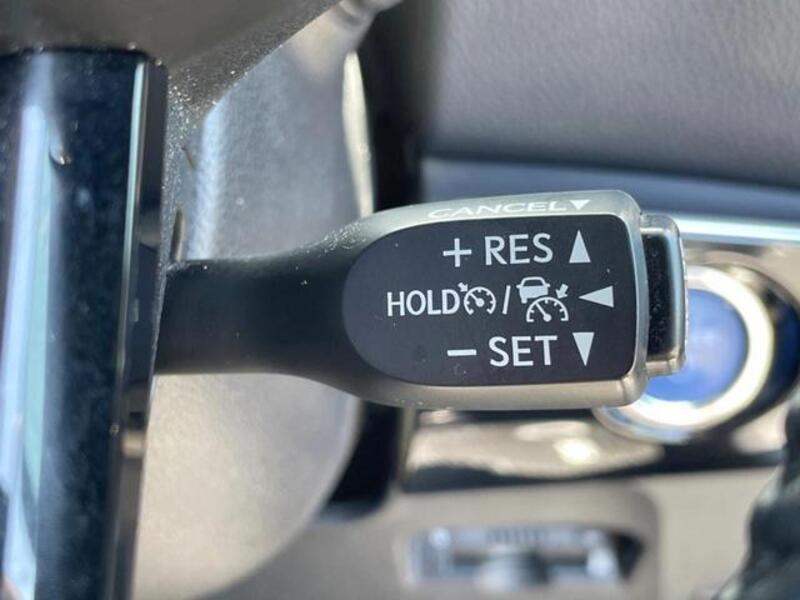 CANCEL▼
+ RES ▲
HOLD / ◀
− SET ▼